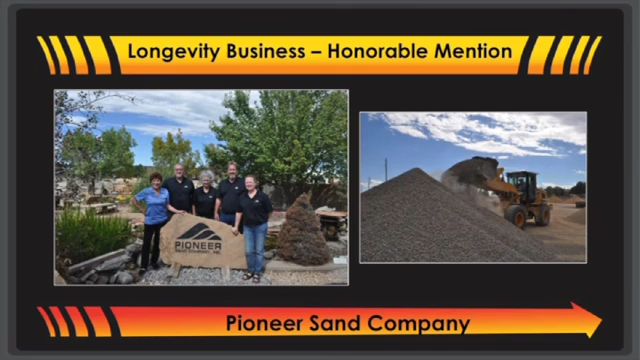 Longevity Business – Honorable Mention
PIONEER
Pioneer Sand Company